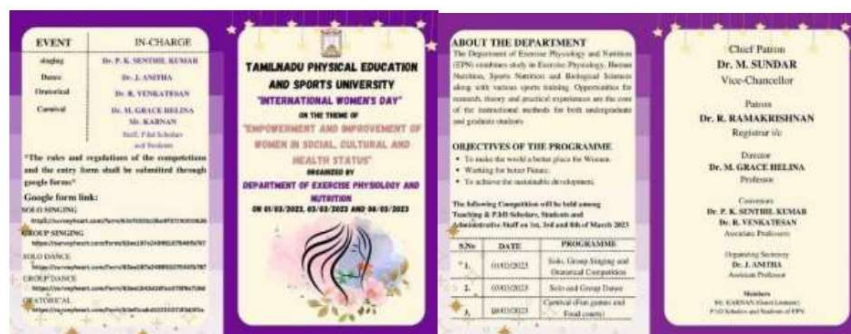 EVENT IN-CHARGE
singing Dr. P. K. SENTHIL KUMAR
Dance Dr. J. ANITHA
Oratorical Dr. R. VENKATESAN
Carnival Dr. M. GRACE HELINA
Mr. KARNAN
Staff, P.hd Scholars
and Students
"The rules and regulations of the competetions
and the entry form shall be submitted through
google forms"
Google form link:
SOLO SINGING
GROUP SINGING
SOLO DANCE
GROUP DANCE
ORATORICAL
TAMILNADU PHYSICAL EDUCATION
AND SPORTS UNIVERSITY
"INTERNATIONAL WOMEN'S DAY"
ON THE THEME OF
"EMPOWERMENT AND IMPROVEMENT OF
WOMEN IN SOCIAL, CULTURAL AND
HEALTH STATUS"
ORGANIZED BY
DEPARTMENT OF EXERCISE PHYSIOLOGY AND
NUTRITION
ON 01/03/2023, 03/03/2023 AND 08/03/2023
ABOUT THE DEPARTMENT
The Department of Exercise Physiology and Nutrition
(EPN) combines study in Exercise Physiology, Human
Nutrition, Sports Nutrition and Biological Sciences
along with various sports training. Opportunities for
research, theory and practical experiences are the core
of the instructional methods for both undergraduate
and graduate students
OBJECTIVES OF THE PROGRAMME
• To make the world a better place for Women.
• Working for better Future.
• To achieve the sustainable development.
The following Competition will be held among
Teaching & P.hD Scholars, Students and
Administrative Staff on 1st, 3rd and 8th of March 2023
S.No DATE PROGRAMME
1. 01/03/2023 Solo, Group Singing and
Oratorical Competition
2. 03/03/2023 Solo and Group Dance
3. 08/03/2023 Carnival (Fun games and
Food courts)
Chief Patron
Dr. M. SUNDAR
Vice-Chancellor
Patron
Dr. R. RAMAKRISHNAN
Registrar i/c
Director
Dr. M. GRACE HELINA
Professor
Convenors
Dr. P. K. SENTHIL KUMAR
Dr. R. VENKATESAN
Associate Professors
Organizing Secretary
Dr. J. ANITHA
Assistant Professor
Members
Mr. KARNAN (Guest Lecturer)
P.hD Scholars and Students of EPN